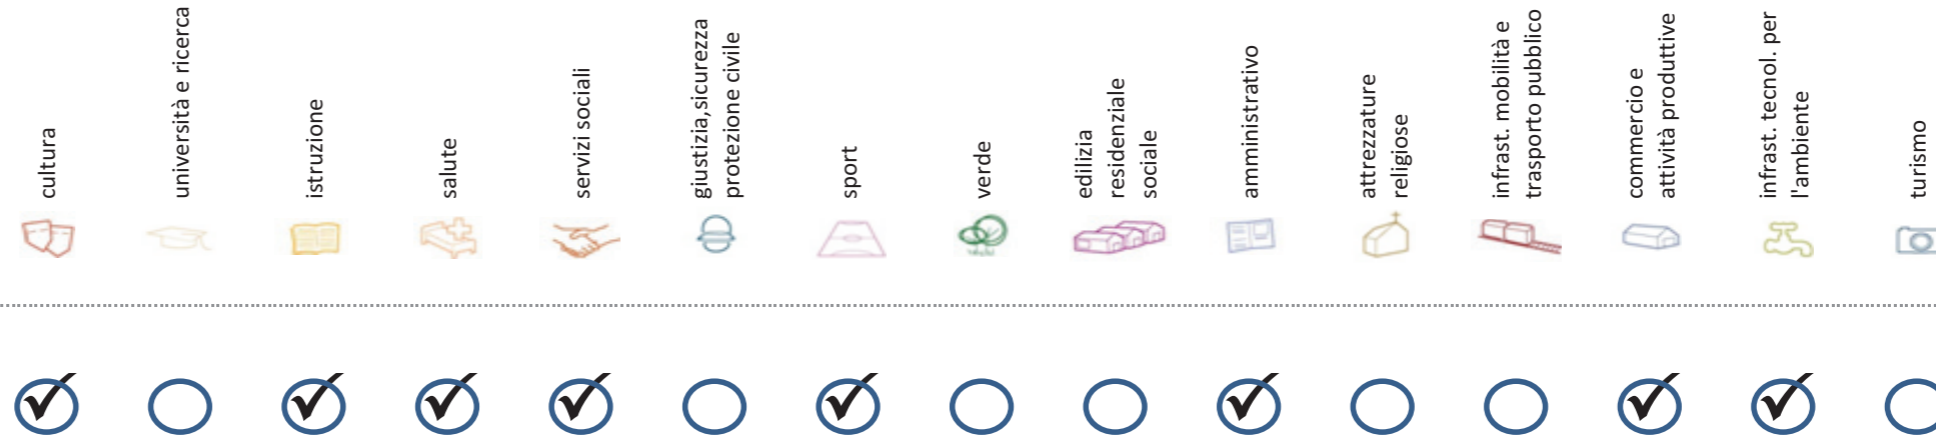 cultura
università e ricerca
istruzione
salute
servizi sociali
giustizia,sicurezza
protezione civile
sport
verde
edilizia
residenziale
sociale
amministrativo
attrezzature
religiose
infrast. mobilità e
trasporto pubblico
commercio e
attività produttive
infrast. tecnol. per
l'ambiente
turismo